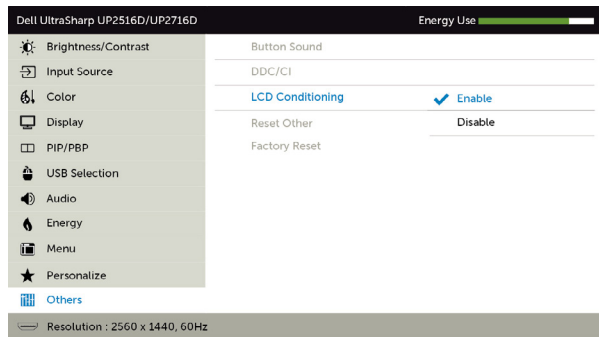 Dell UltraSharp UP2516D/UP2716D Energy Use
Brightness/Contrast Button Sound
Input Source DDC/CI
Color LCD Conditioning Enable
Display Reset Other Disable
PIP/PBP Factory Reset
USB Selection
Audio
Energy
Menu
Personalize
Others
Resolution : 2560 x 1440, 60Hz